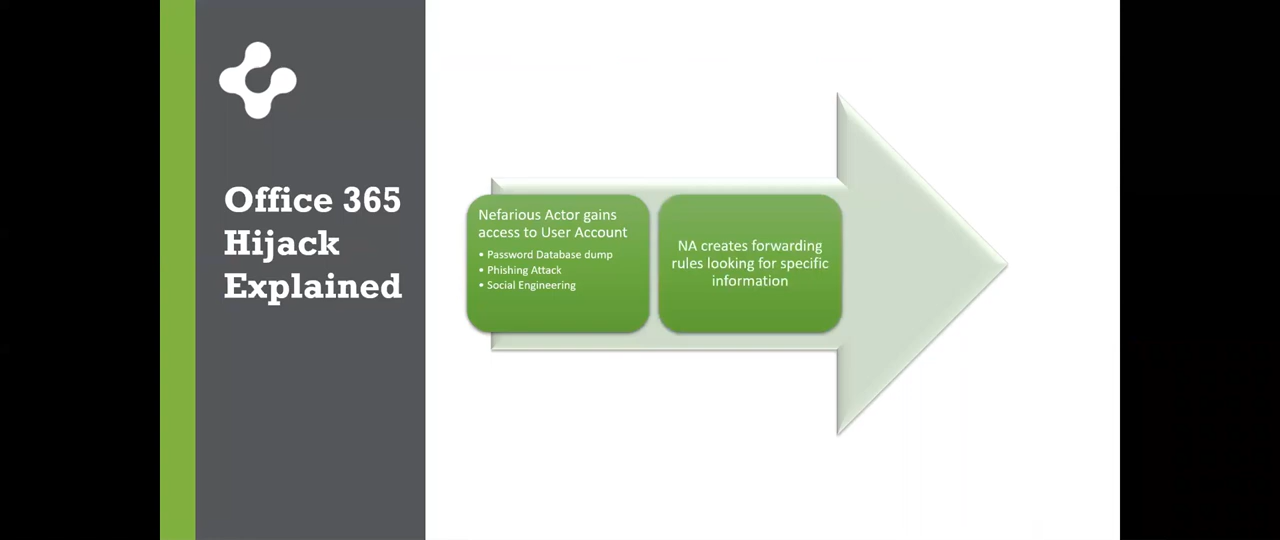 Office 365
Hijack
Explained
Nefarious Actor gains
access to User Account
• Password Database dump
• Phishing Attack
• Social Engineering
NA creates forwarding
rules looking for specific
information